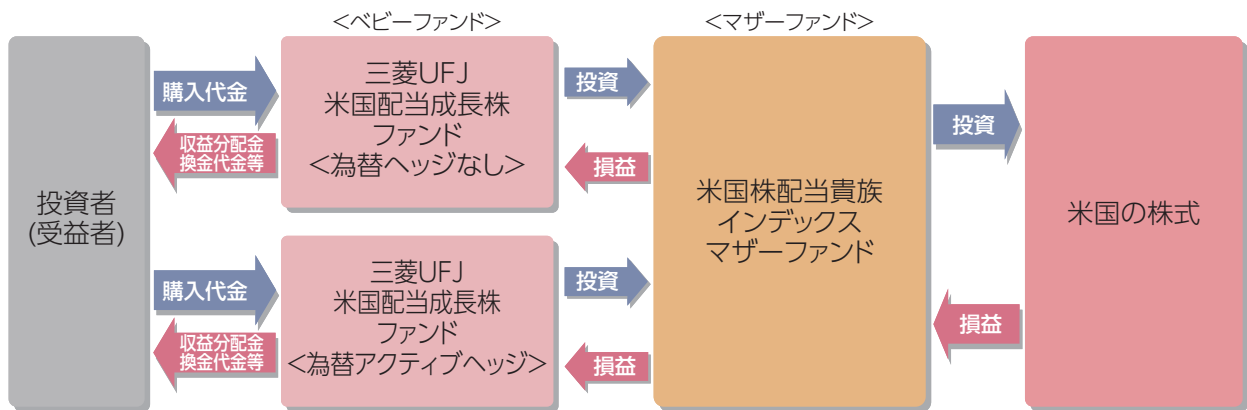 <ベビーファンド>
<マザーファンド>
投資者
(受益者)
購入代金
収益分配金
換金代金等
三菱UFJ
米国配当成長株
ファンド
<為替ヘッジなし>
投資
損益
購入代金
収益分配金
換金代金等
三菱UFJ
米国配当成長株
ファンド
<為替アクティブヘッジ>
投資
損益
米国株配当貴族
インデックス
マザーファンド
投資
損益
米国の株式